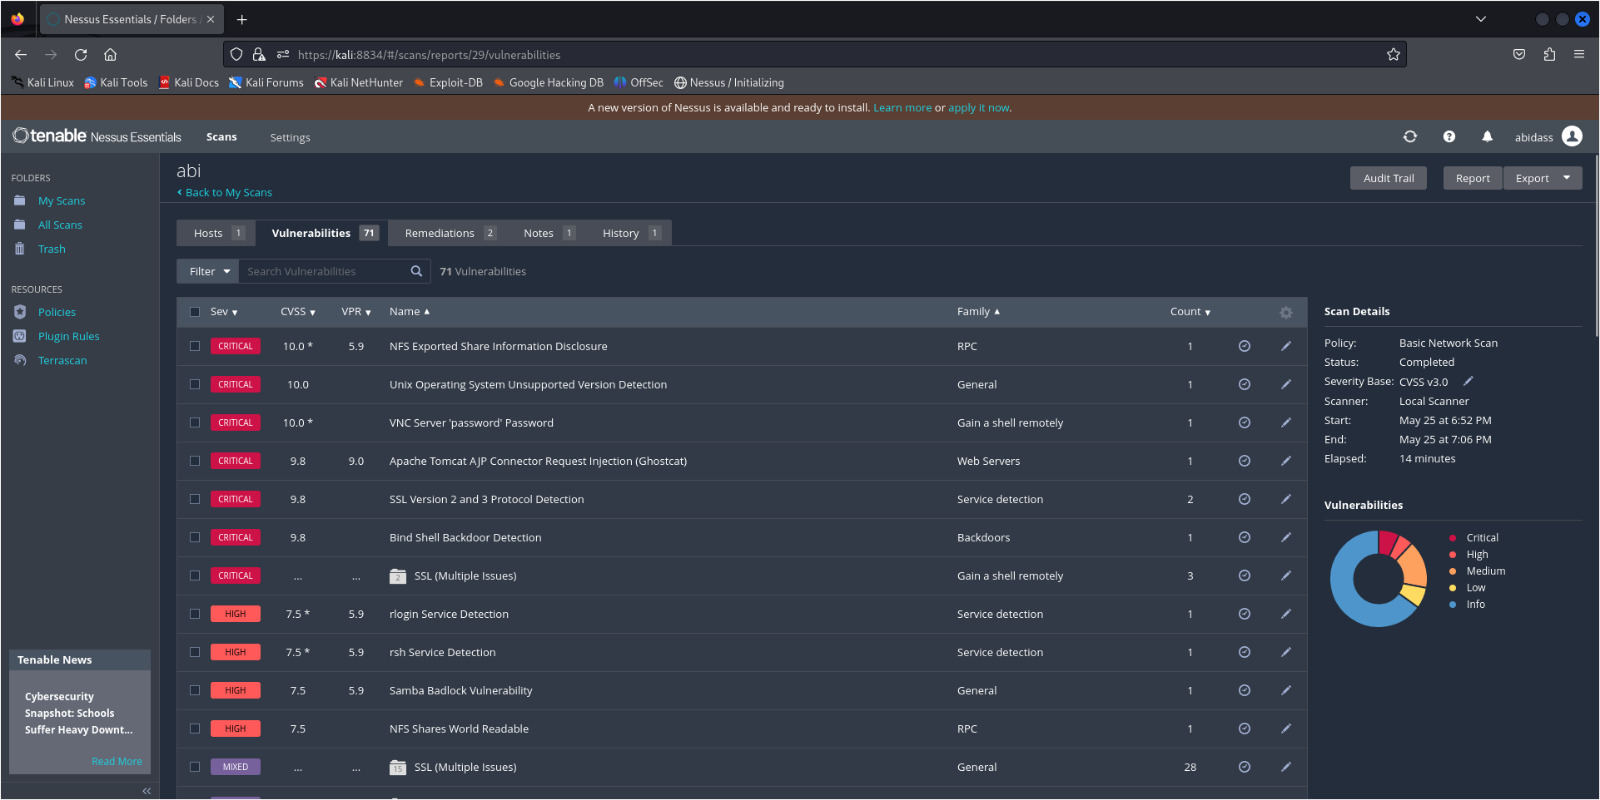 Nessus Essentials / Folders /
https://kali:8834/#/scans/reports/29/vulnerabilities
Kali Linux Kali Tools Kali Docs Kali Forums Kali NetHunter Exploit-DB Google Hacking DB OffSec Nessus / Initializing
A new version of Nessus is available and ready to install. Learn more or apply it now.
tenable Nessus Essentials Scans Settings abidass
FOLDERS
My Scans
All Scans
Trash
RESOURCES
Policies
Plugin Rules
Terrascan
Tenable News
Cybersecurity
Snapshot: Schools
Suffer Heavy Downt...
Read More
abi
Back to My Scans
Audit Trail Report Export
Hosts 1 Vulnerabilities 71 Remediations 2 Notes 1 History 1
Filter Search Vulnerabilities 71 Vulnerabilities
Sev CVSS VPR Name Family Count
CRITICAL 10.0 * 5.9 NFS Exported Share Information Disclosure RPC 1
CRITICAL 10.0 Unix Operating System Unsupported Version Detection General 1
CRITICAL 10.0 * VNC Server 'password' Password Gain a shell remotely 1
CRITICAL 9.8 9.0 Apache Tomcat AJP Connector Request Injection (Ghostcat) Web Servers 1
CRITICAL 9.8 SSL Version 2 and 3 Protocol Detection Service detection 2
CRITICAL 9.8 Bind Shell Backdoor Detection Backdoors 1
CRITICAL ... ... 2 SSL (Multiple Issues) Gain a shell remotely 3
HIGH 7.5 * 5.9 rlogin Service Detection Service detection 1
HIGH 7.5 * 5.9 rsh Service Detection Service detection 1
HIGH 7.5 5.9 Samba Badlock Vulnerability General 1
HIGH 7.5 NFS Shares World Readable RPC 1
MIXED ... ... 15 SSL (Multiple Issues) General 28
Scan Details
Policy: Basic Network Scan
Status: Completed
Severity Base: CVSS v3.0
Scanner: Local Scanner
Start: May 25 at 6:52 PM
End: May 25 at 7:06 PM
Elapsed: 14 minutes
Vulnerabilities
Critical
High
Medium
Low
Info